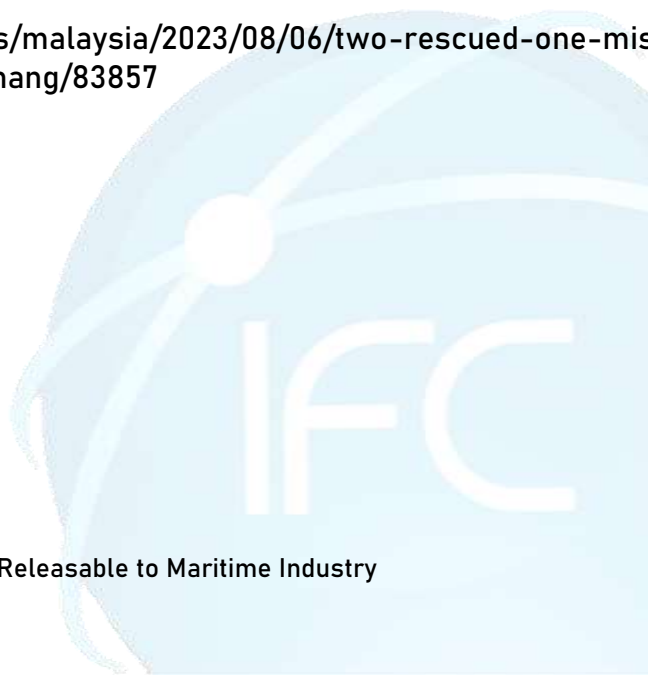 s/malaysia/2023/08/06/two-rescued-one-mis
hang/83857
IFC
Releasable to Maritime Industry